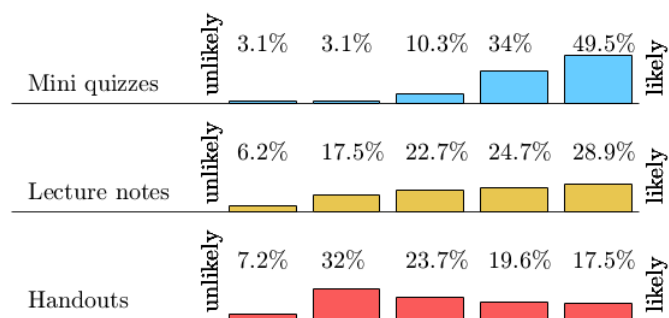 unlikely 3.1% 3.1% 10.3% 34% 49.5% likely
Mini quizzes
unlikely 6.2% 17.5% 22.7% 24.7% 28.9% likely
Lecture notes
unlikely 7.2% 32% 23.7% 19.6% 17.5% likely
Handouts